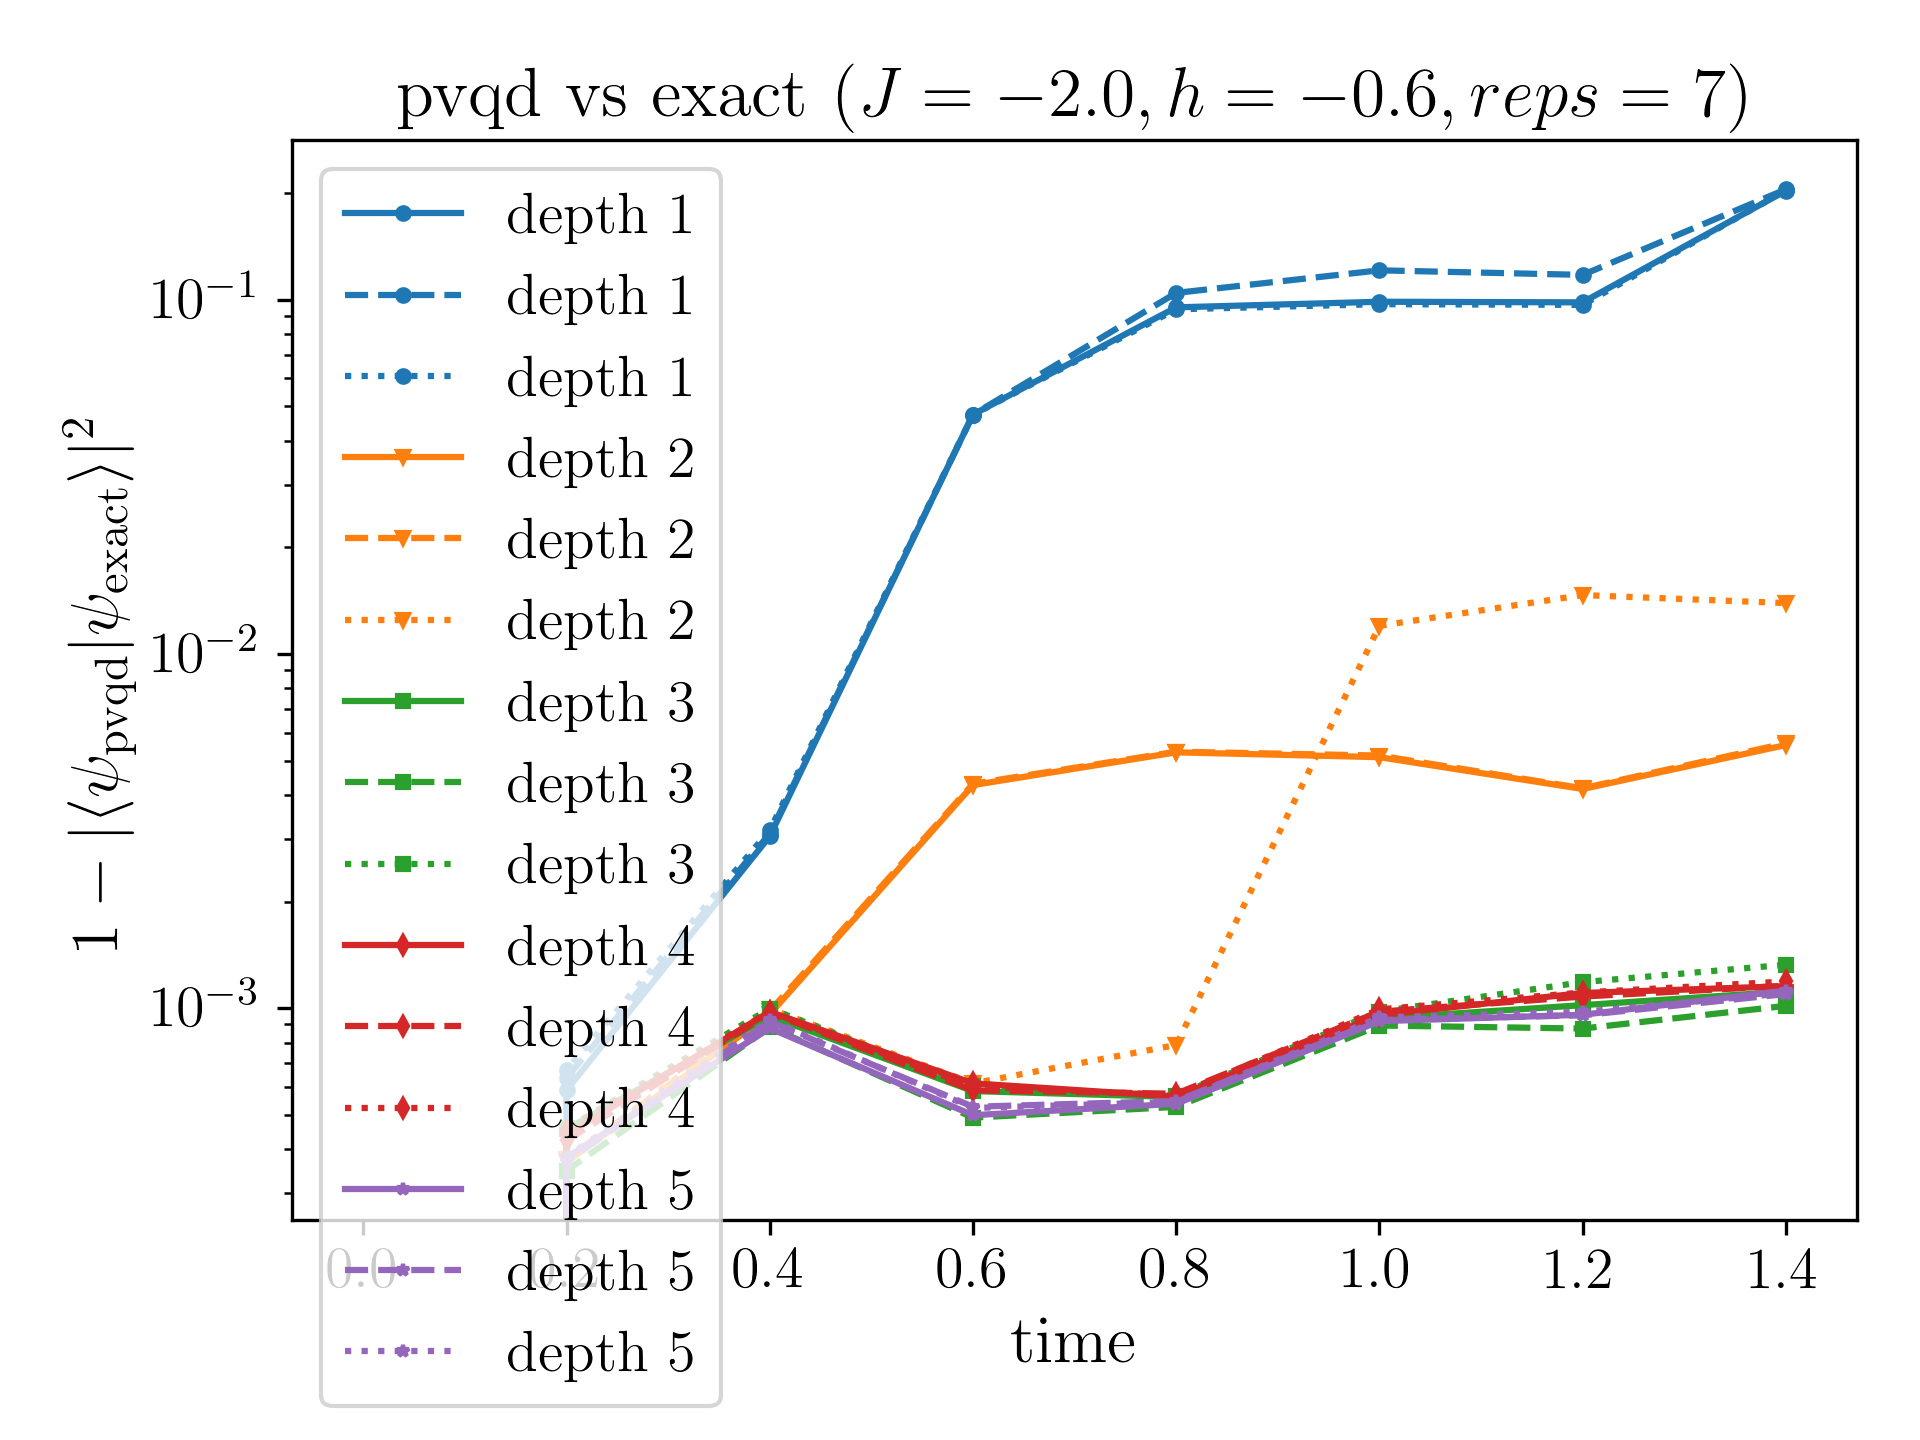 pvqd vs exact (J = −2.0, h = −0.6, reps = 7)
1 − |⟨ψ_pvqd|ψ_exact⟩|²
10⁻¹
10⁻²
10⁻³
depth 1
depth 1
depth 1
depth 2
depth 2
depth 2
depth 3
depth 3
depth 3
depth 4
depth 4
depth 4
depth 5
depth 5
depth 5
0.0 0.2 0.4 0.6 0.8 1.0 1.2 1.4
time